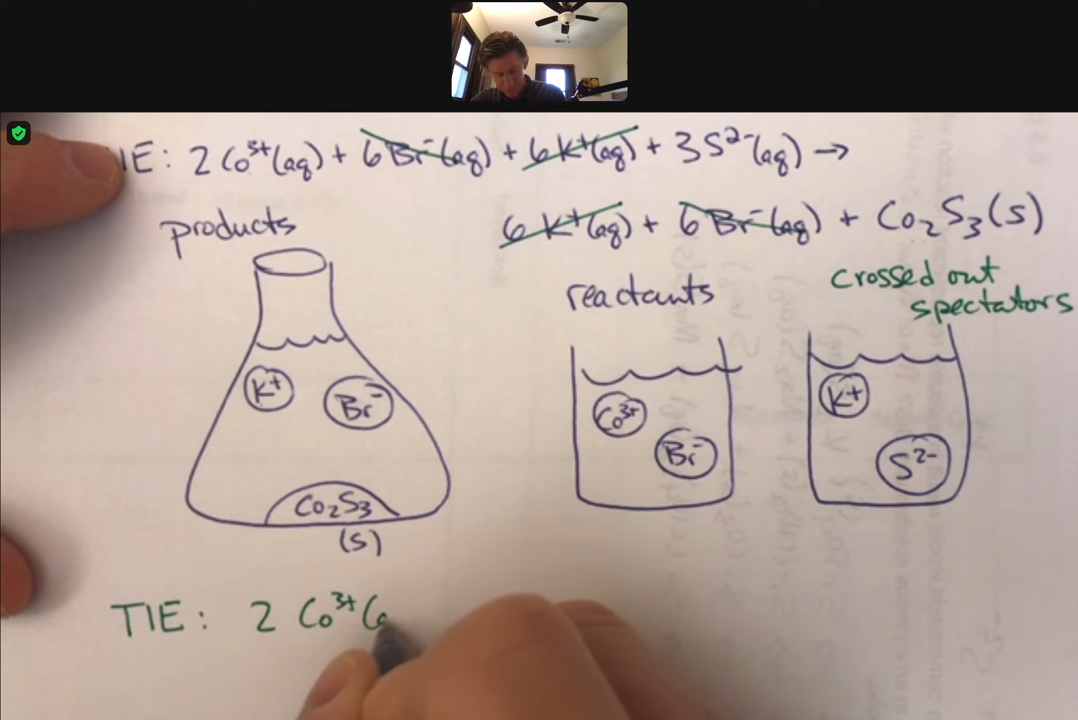 TIE: 2 Co³⁺(aq) + 6 Br⁻(aq) + 6 K⁺(aq) + 3 S²⁻(aq) →
6 K⁺(aq) + 6 Br⁻(aq) + Co₂S₃(s)
products
reactants
crossed out
spectators
K⁺
Br⁻
Co₂S₃
(s)
Co³⁺
Br⁻
K⁺
S²⁻
TIE: 2 Co³⁺(a